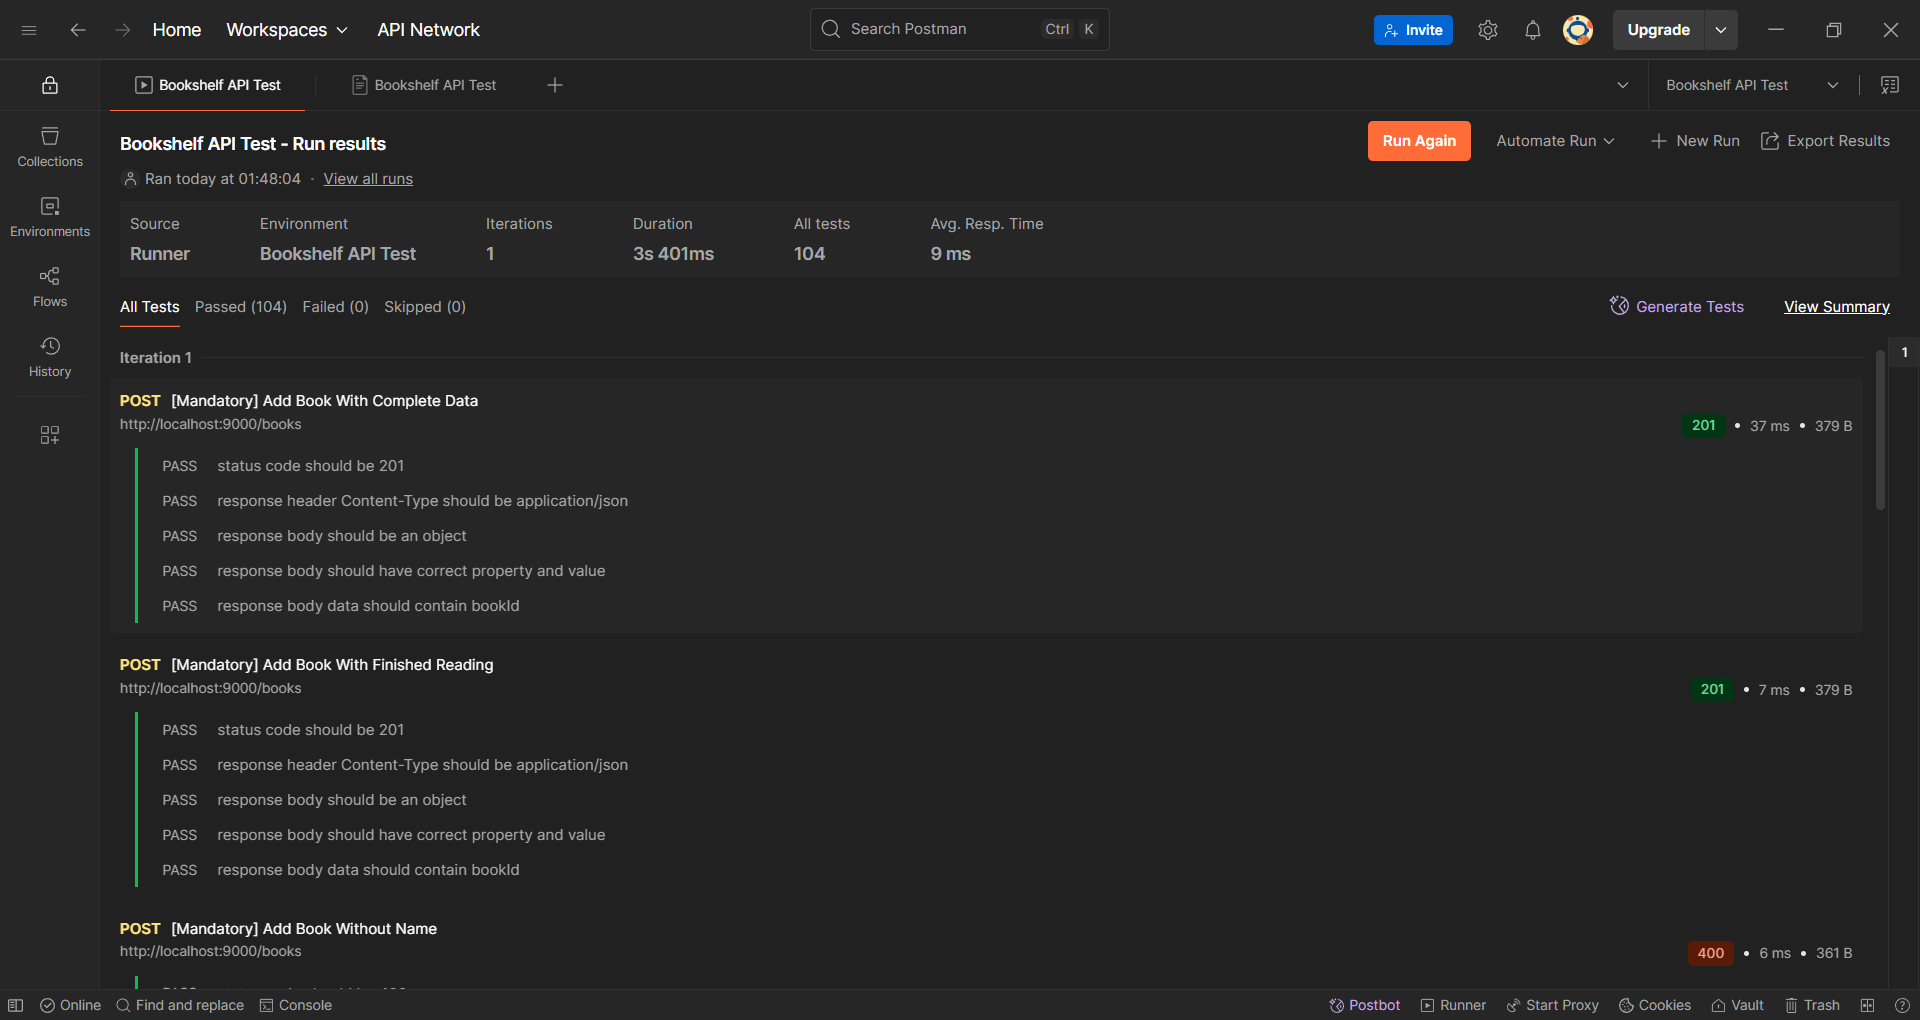 Home Workspaces API Network Search Postman Ctrl K Invite Upgrade
Bookshelf API Test Bookshelf API Test Bookshelf API Test
Collections
Environments
Flows
History
Bookshelf API Test - Run results
Run Again Automate Run New Run Export Results
Ran today at 01:48:04 · View all runs
Source Environment Iterations Duration All tests Avg. Resp. Time
Runner Bookshelf API Test 1 3s 401ms 104 9 ms
All Tests Passed (104) Failed (0) Skipped (0) Generate Tests View Summary
Iteration 1
1
POST [Mandatory] Add Book With Complete Data
http://localhost:9000/books
201 • 37 ms • 379 B
PASS status code should be 201
PASS response header Content-Type should be application/json
PASS response body should be an object
PASS response body should have correct property and value
PASS response body data should contain bookId
POST [Mandatory] Add Book With Finished Reading
http://localhost:9000/books
201 • 7 ms • 379 B
PASS status code should be 201
PASS response header Content-Type should be application/json
PASS response body should be an object
PASS response body should have correct property and value
PASS response body data should contain bookId
POST [Mandatory] Add Book Without Name
http://localhost:9000/books
400 • 6 ms • 361 B
Online Find and replace Console Postbot Runner Start Proxy Cookies Vault Trash